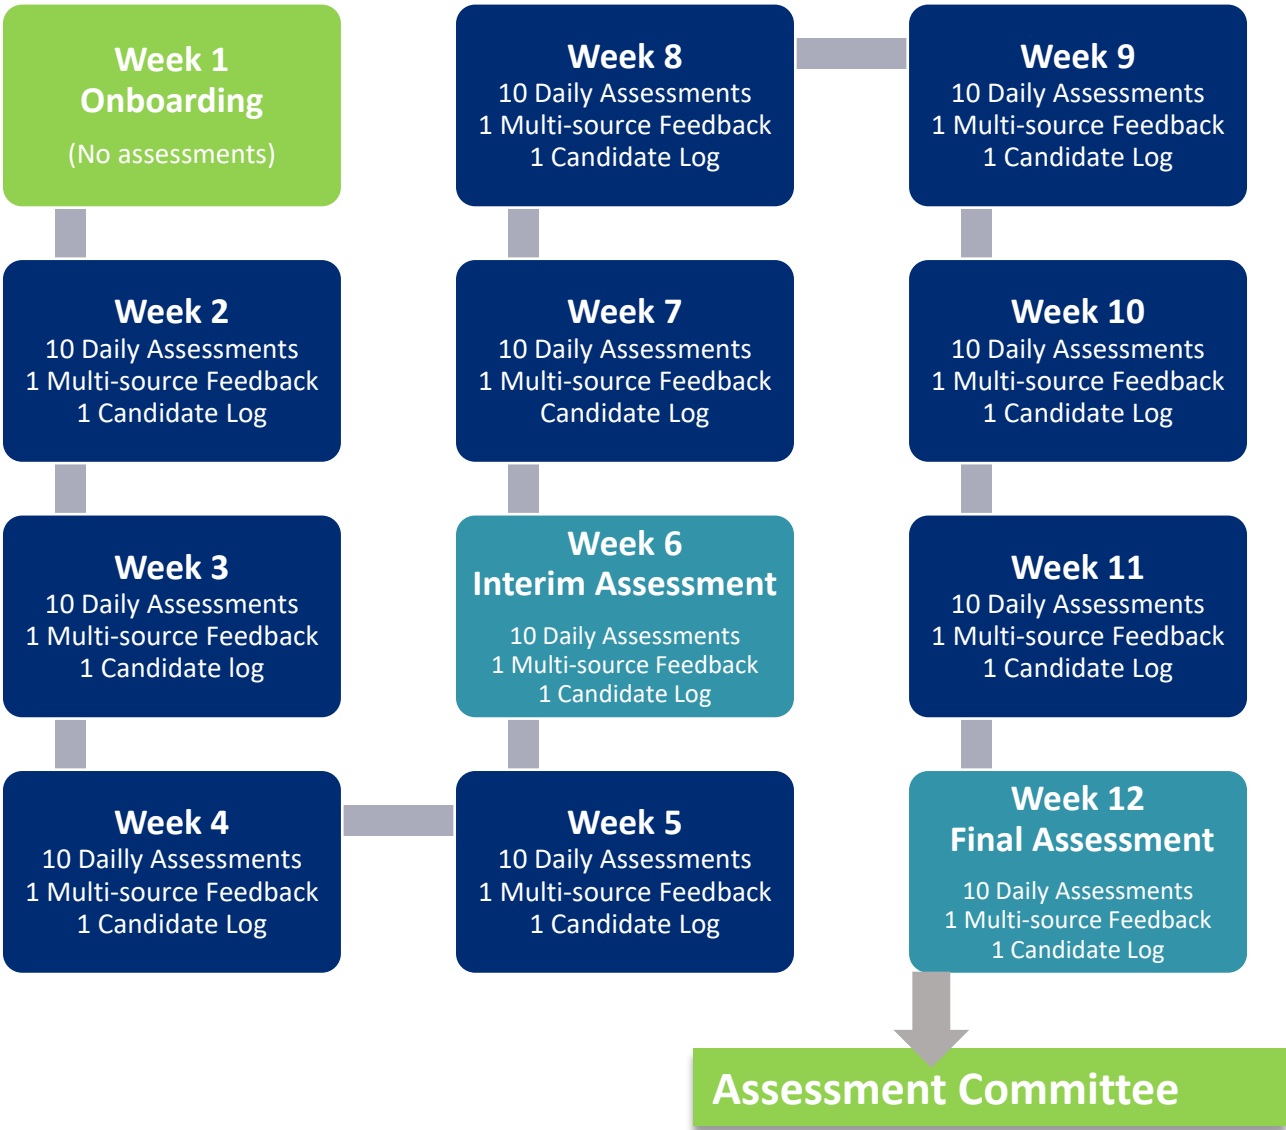 Week 1
Onboarding
(No assessments)
Week 2
10 Daily Assessments
1 Multi-source Feedback
1 Candidate Log
Week 3
10 Daily Assessments
1 Multi-source Feedback
1 Candidate log
Week 4
10 Dailly Assessments
1 Multi-source Feedback
1 Candidate Log
Week 5
10 Daily Assessments
1 Multi-source Feedback
1 Candidate Log
Week 6
Interim Assessment
10 Daily Assessments
1 Multi-source Feedback
1 Candidate Log
Week 7
10 Daily Assessments
1 Multi-source Feedback
Candidate Log
Week 8
10 Daily Assessments
1 Multi-source Feedback
1 Candidate Log
Week 9
10 Daily Assessments
1 Multi-source Feedback
1 Candidate Log
Week 10
10 Daily Assessments
1 Multi-source Feedback
1 Candidate Log
Week 11
10 Daily Assessments
1 Multi-source Feedback
1 Candidate Log
Week 12
Final Assessment
10 Daily Assessments
1 Multi-source Feedback
1 Candidate Log
Assessment Committee